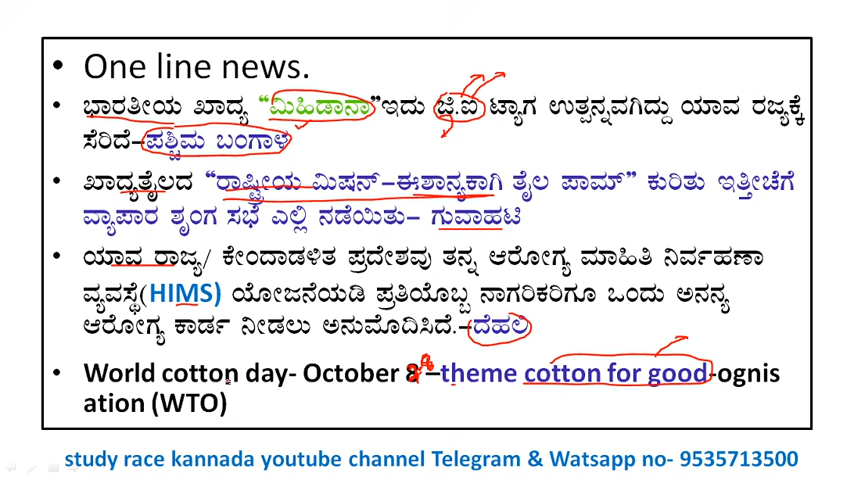 One line news.
ಭಾರತೀಯ ಖಾದ್ಯ “ಮಿಹಿಡಾನಾ”ಇದು ಜಿ.ಐ ಟ್ಯಾಗ ಉತ್ಪನ್ನವಗಿದ್ದು ಯಾವ ರಜ್ಯಕ್ಕೆ
ಸೆರಿದೆ–ಪಶ್ಚಿಮ ಬಂಗಾಳ
ಖಾದ್ಯತೈಲದ “ರಾಷ್ಟ್ರೀಯ ಮಿಷನ್–ಈಶಾನ್ಯಕಾಗಿ ತೈಲ ಪಾಮ್” ಕುರಿತು ಇತ್ತೀಚೆಗೆ
ವ್ಯಾಪಾರ ಶೃಂಗ ಸಭೆ ಎಲ್ಲಿ ನಡೆಯಿತು– ಗುವಾಹಟಿ
ಯಾವ ರಾಜ್ಯ/ ಕೇಂದಾಡಳಿತ ಪ್ರದೇಶವು ತನ್ನ ಆರೋಗ್ಯ ಮಾಹಿತಿ ನಿರ್ವಹಣಾ
ವ್ಯವಸ್ಥೆ(HIMS) ಯೋಜನೆಯಡಿ ಪ್ರತಿಯೊಬ್ಬ ನಾಗರಿಕರಿಗೂ ಒಂದು ಅನನ್ಯ
ಆರೋಗ್ಯ ಕಾರ್ಡ ನೀಡಲು ಅನುಮೊದಿಸಿದೆ.–ದೆಹಲಿ
World cotton day- October –theme cotton for good-ognis
ation (WTO)
study race kannada youtube channel Telegram & Watsapp no- 9535713500